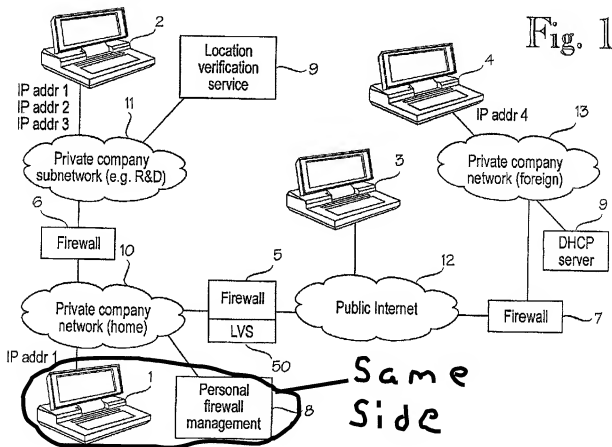 Fig. 1
2
Location
verification
service
9
4
IP addr 1
IP addr 2
IP addr 3
IP addr 4
11
13
Private company
subnetwork (e.g. R&D)
Private company
network (foreign)
3
6
Firewall
9
DHCP
server
10
5
12
Private company
network (home)
Firewall
LVS
50
Public Internet
Firewall
7
IP addr 1
1
Personal
firewall
management
8
Same
Side